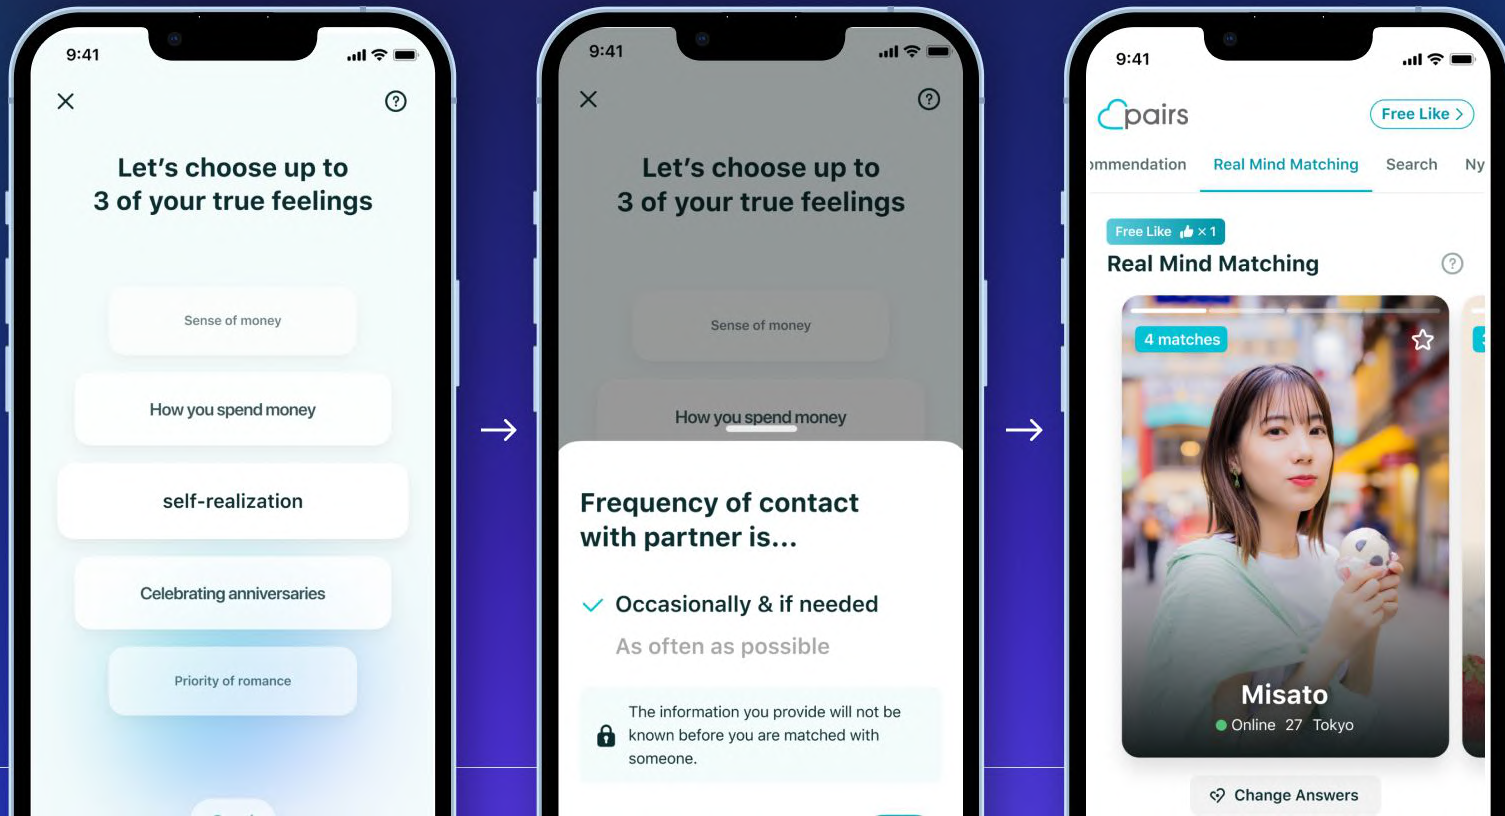 9:41
Let’s choose up to
3 of your true feelings
Sense of money
How you spend money
self-realization
Celebrating anniversaries
Priority of romance
9:41
Let’s choose up to
3 of your true feelings
Sense of money
How you spend money
Frequency of contact
with partner is...
Occasionally & if needed
As often as possible
The information you provide will not be
known before you are matched with
someone.
9:41
pairs
Free Like >
ommendation Real Mind Matching Search Ny
Free Like × 1
Real Mind Matching
4 matches
Misato
Online 27 Tokyo
Change Answers